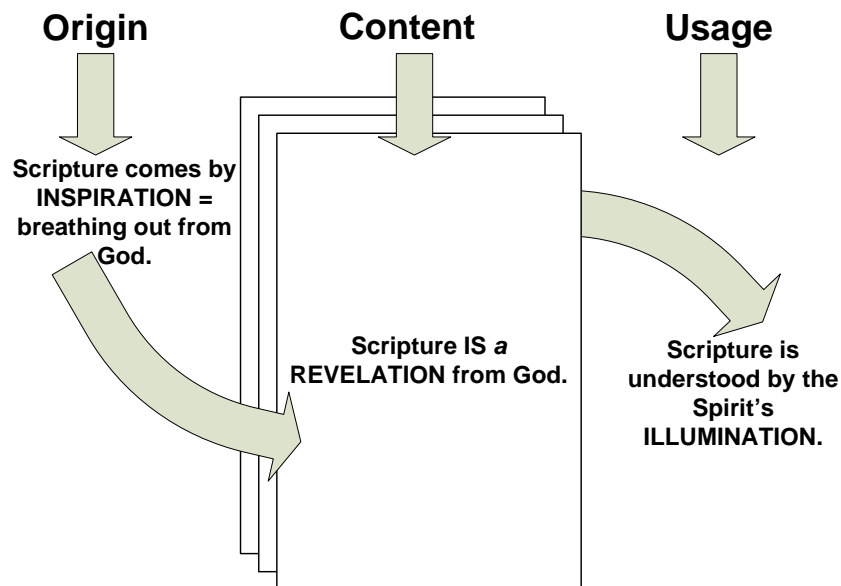 Origin
Content
Usage
Scripture comes by
INSPIRATION =
breathing out from
God.
Scripture IS a
REVELATION from God.
Scripture is
understood by the
Spirit’s
ILLUMINATION.